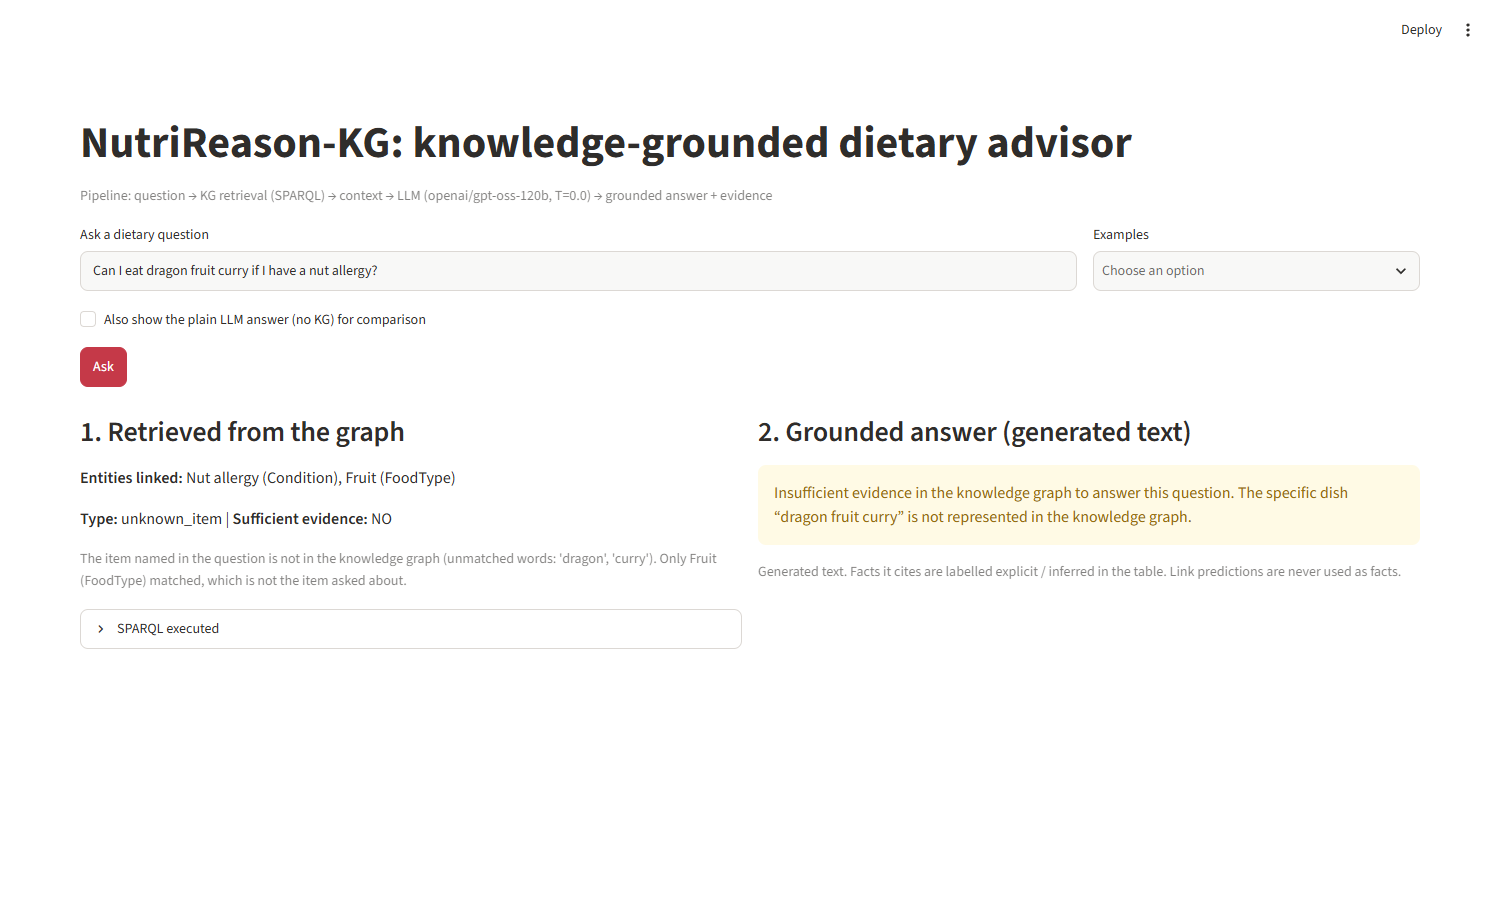 Deploy
NutriReason-KG: knowledge-grounded dietary advisor
Pipeline: question → KG retrieval (SPARQL) → context → LLM (openai/gpt-oss-120b, T=0.0) → grounded answer + evidence
Ask a dietary question
Examples
Can I eat dragon fruit curry if I have a nut allergy?
Choose an option
Also show the plain LLM answer (no KG) for comparison
Ask
1. Retrieved from the graph
Entities linked: Nut allergy (Condition), Fruit (FoodType)
Type: unknown_item | Sufficient evidence: NO
The item named in the question is not in the knowledge graph (unmatched words: 'dragon', 'curry'). Only Fruit
(FoodType) matched, which is not the item asked about.
SPARQL executed
2. Grounded answer (generated text)
Insufficient evidence in the knowledge graph to answer this question. The specific dish
“dragon fruit curry” is not represented in the knowledge graph.
Generated text. Facts it cites are labelled explicit / inferred in the table. Link predictions are never used as facts.